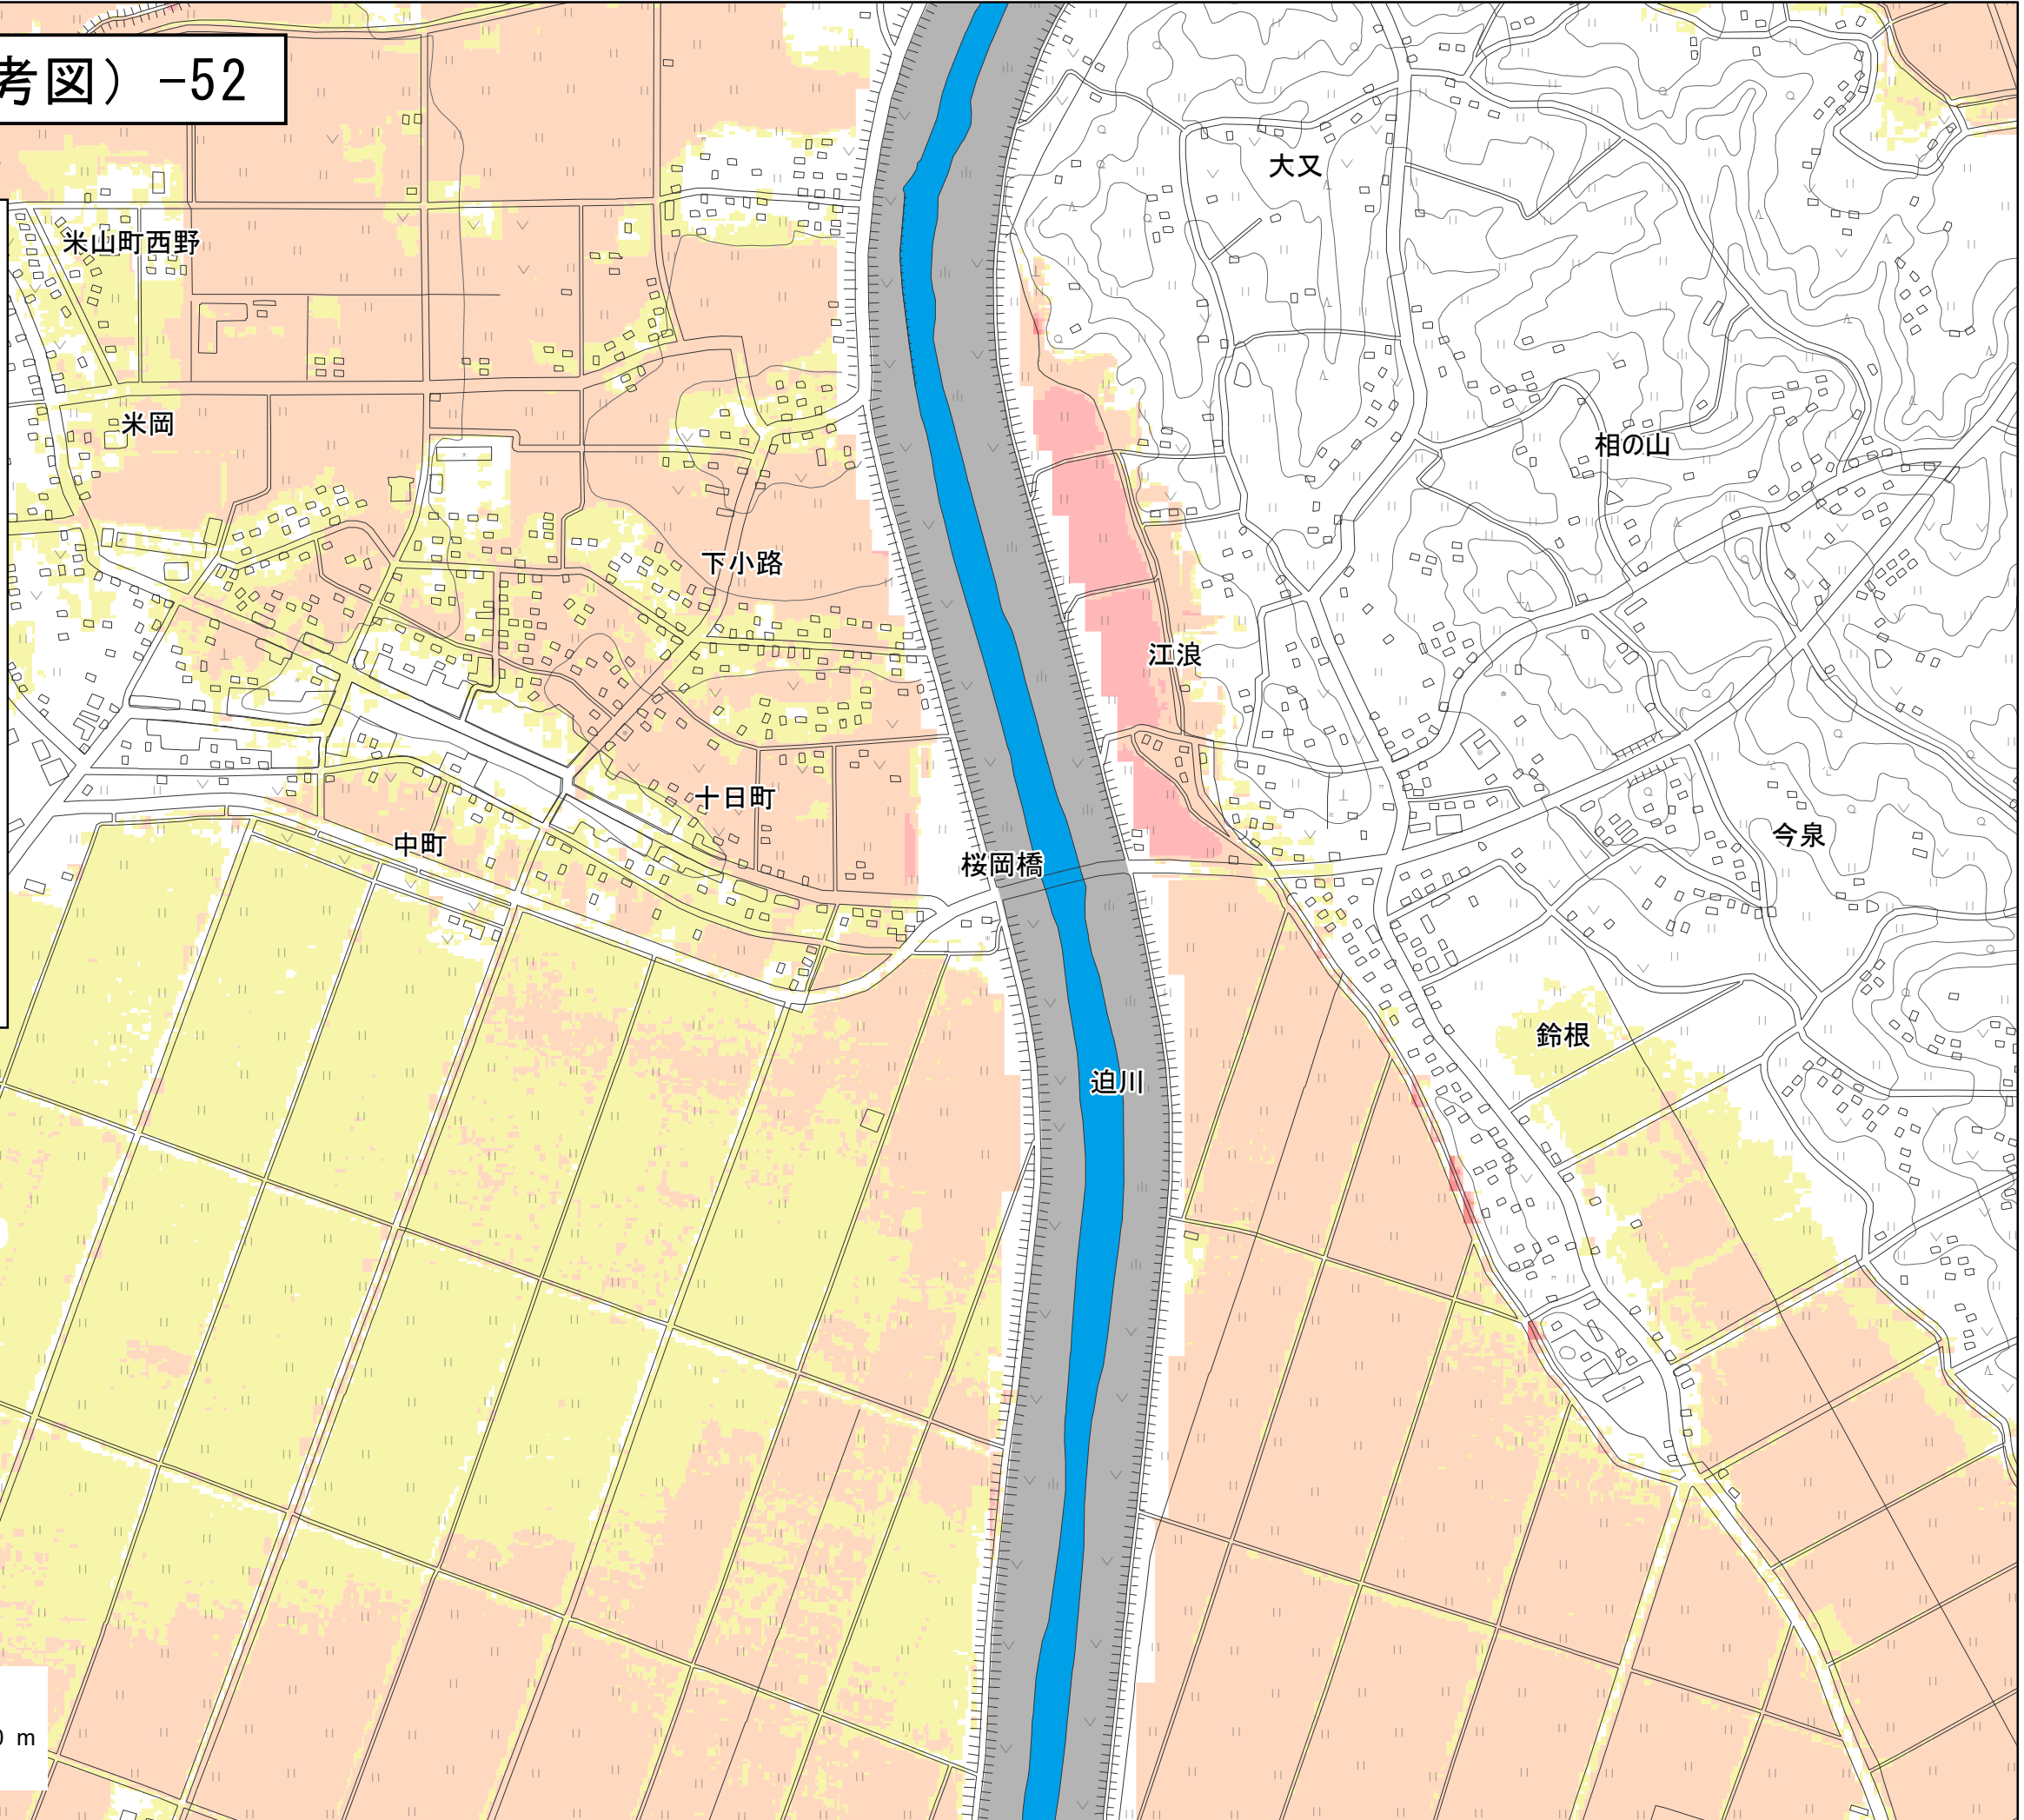 考図) -52
大又
米山町西野
米岡
相の山
下小路
江浪
十日町
中町
桜岡橋
今泉
鈴根
迫川
0 m